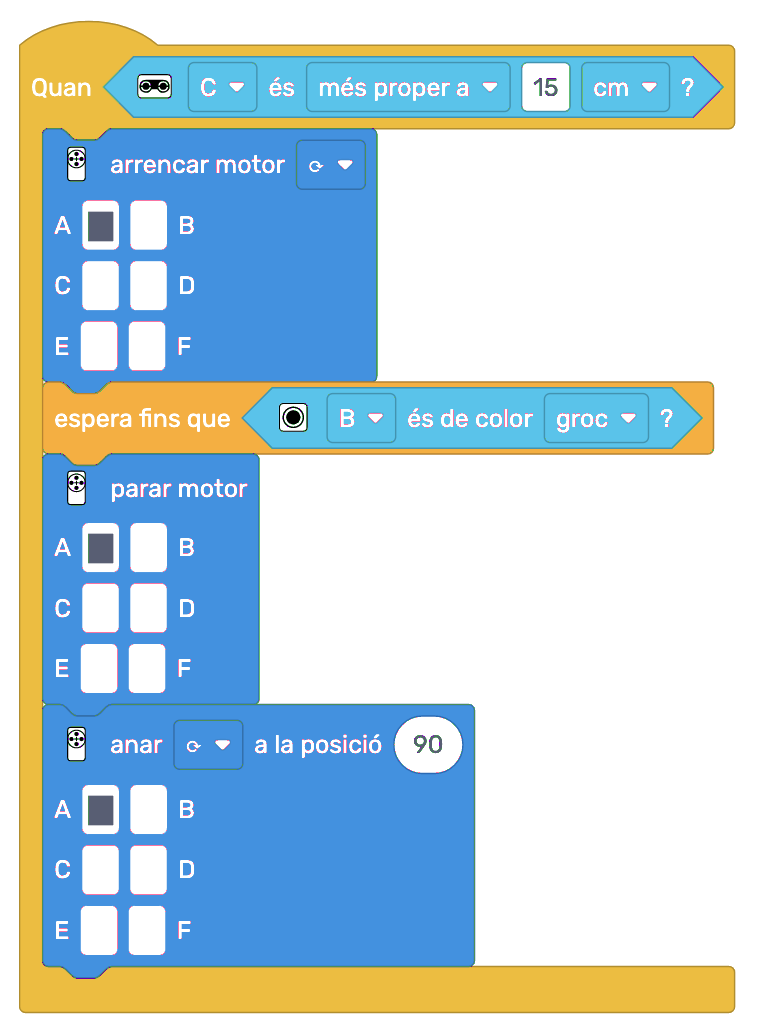 Quan C és més proper a 15 cm ?
arrencar motor
A B
C D
E F
espera fins que B és de color groc ?
parar motor
A B
C D
E F
anar a la posició 90
A B
C D
E F